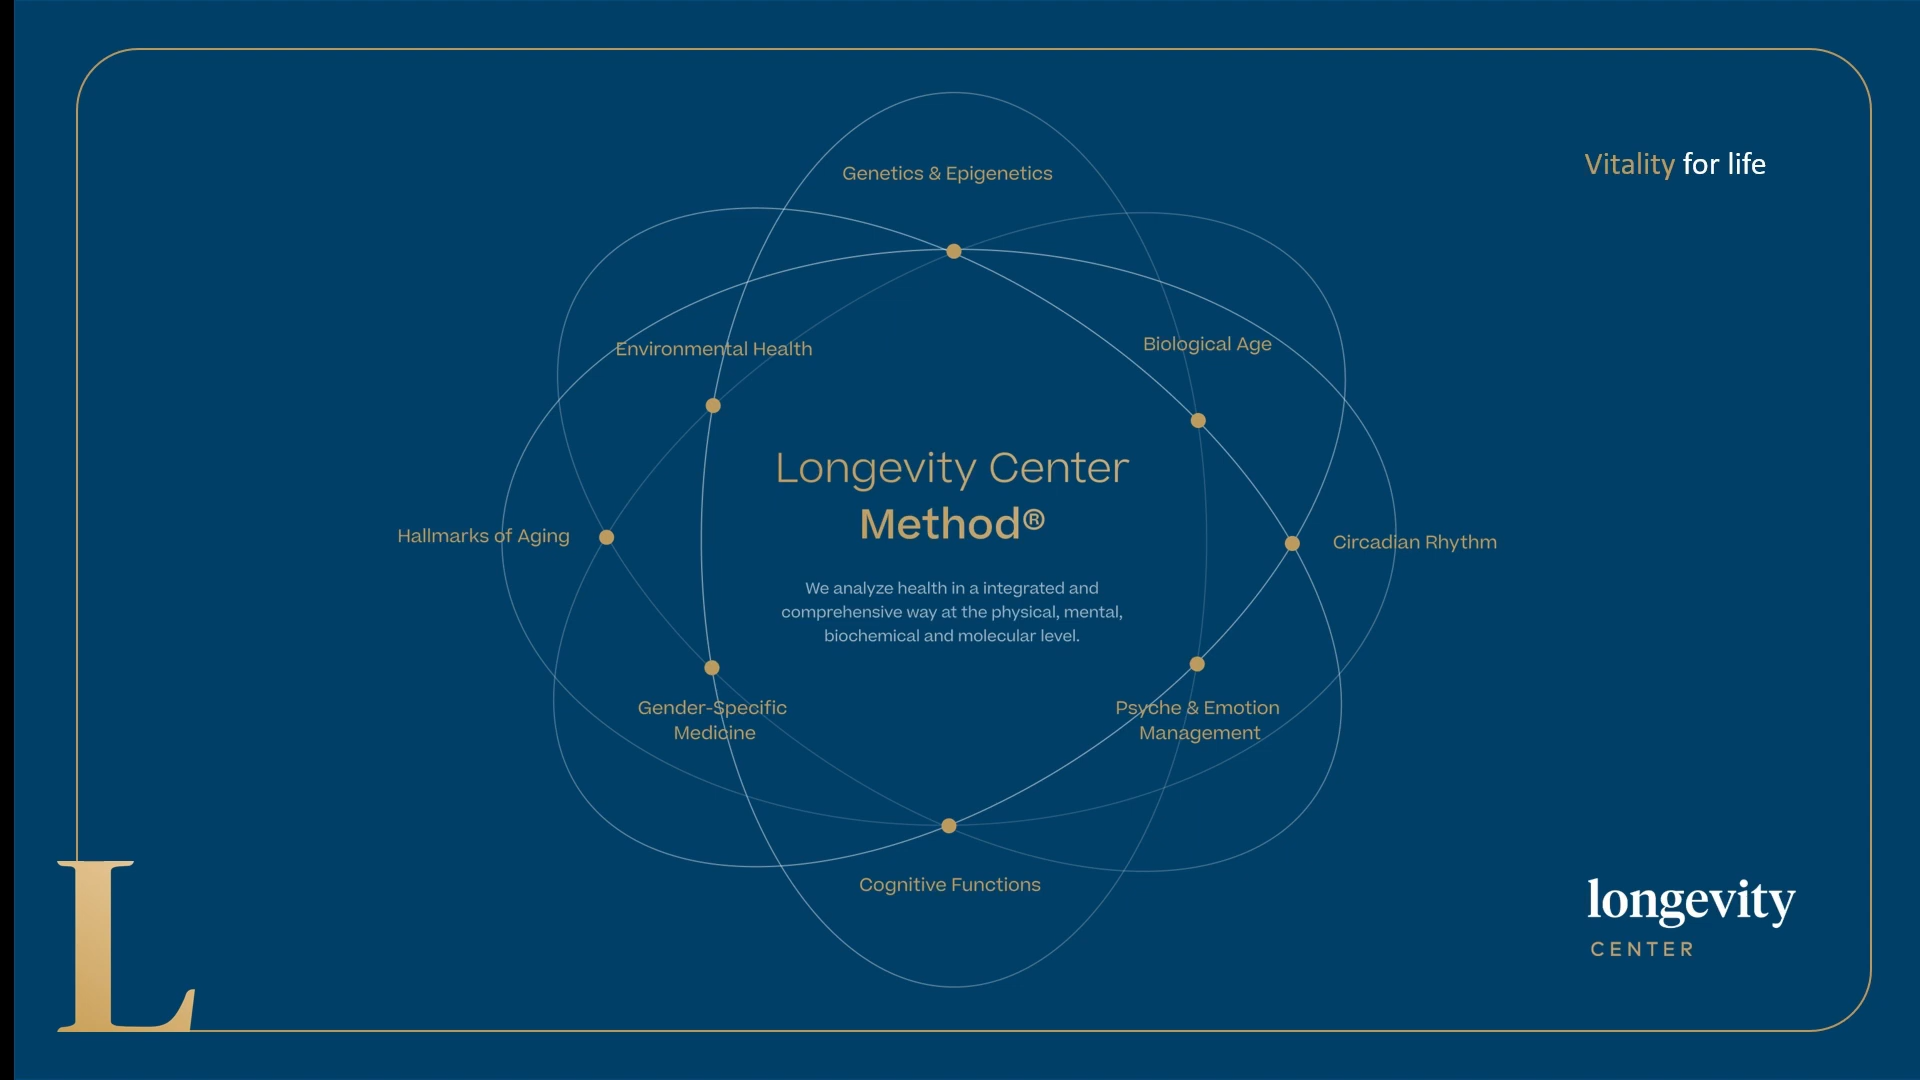 Genetics & Epigenetics
Vitality for life
Environmental Health
Biological Age
Longevity Center
Method®
Hallmarks of Aging
Circadian Rhythm
We analyze health in a integrated and
comprehensive way at the physical, mental,
biochemical and molecular level.
Gender-Specific
Medicine
Psyche & Emotion
Management
Cognitive Functions
L
longevity
CENTER